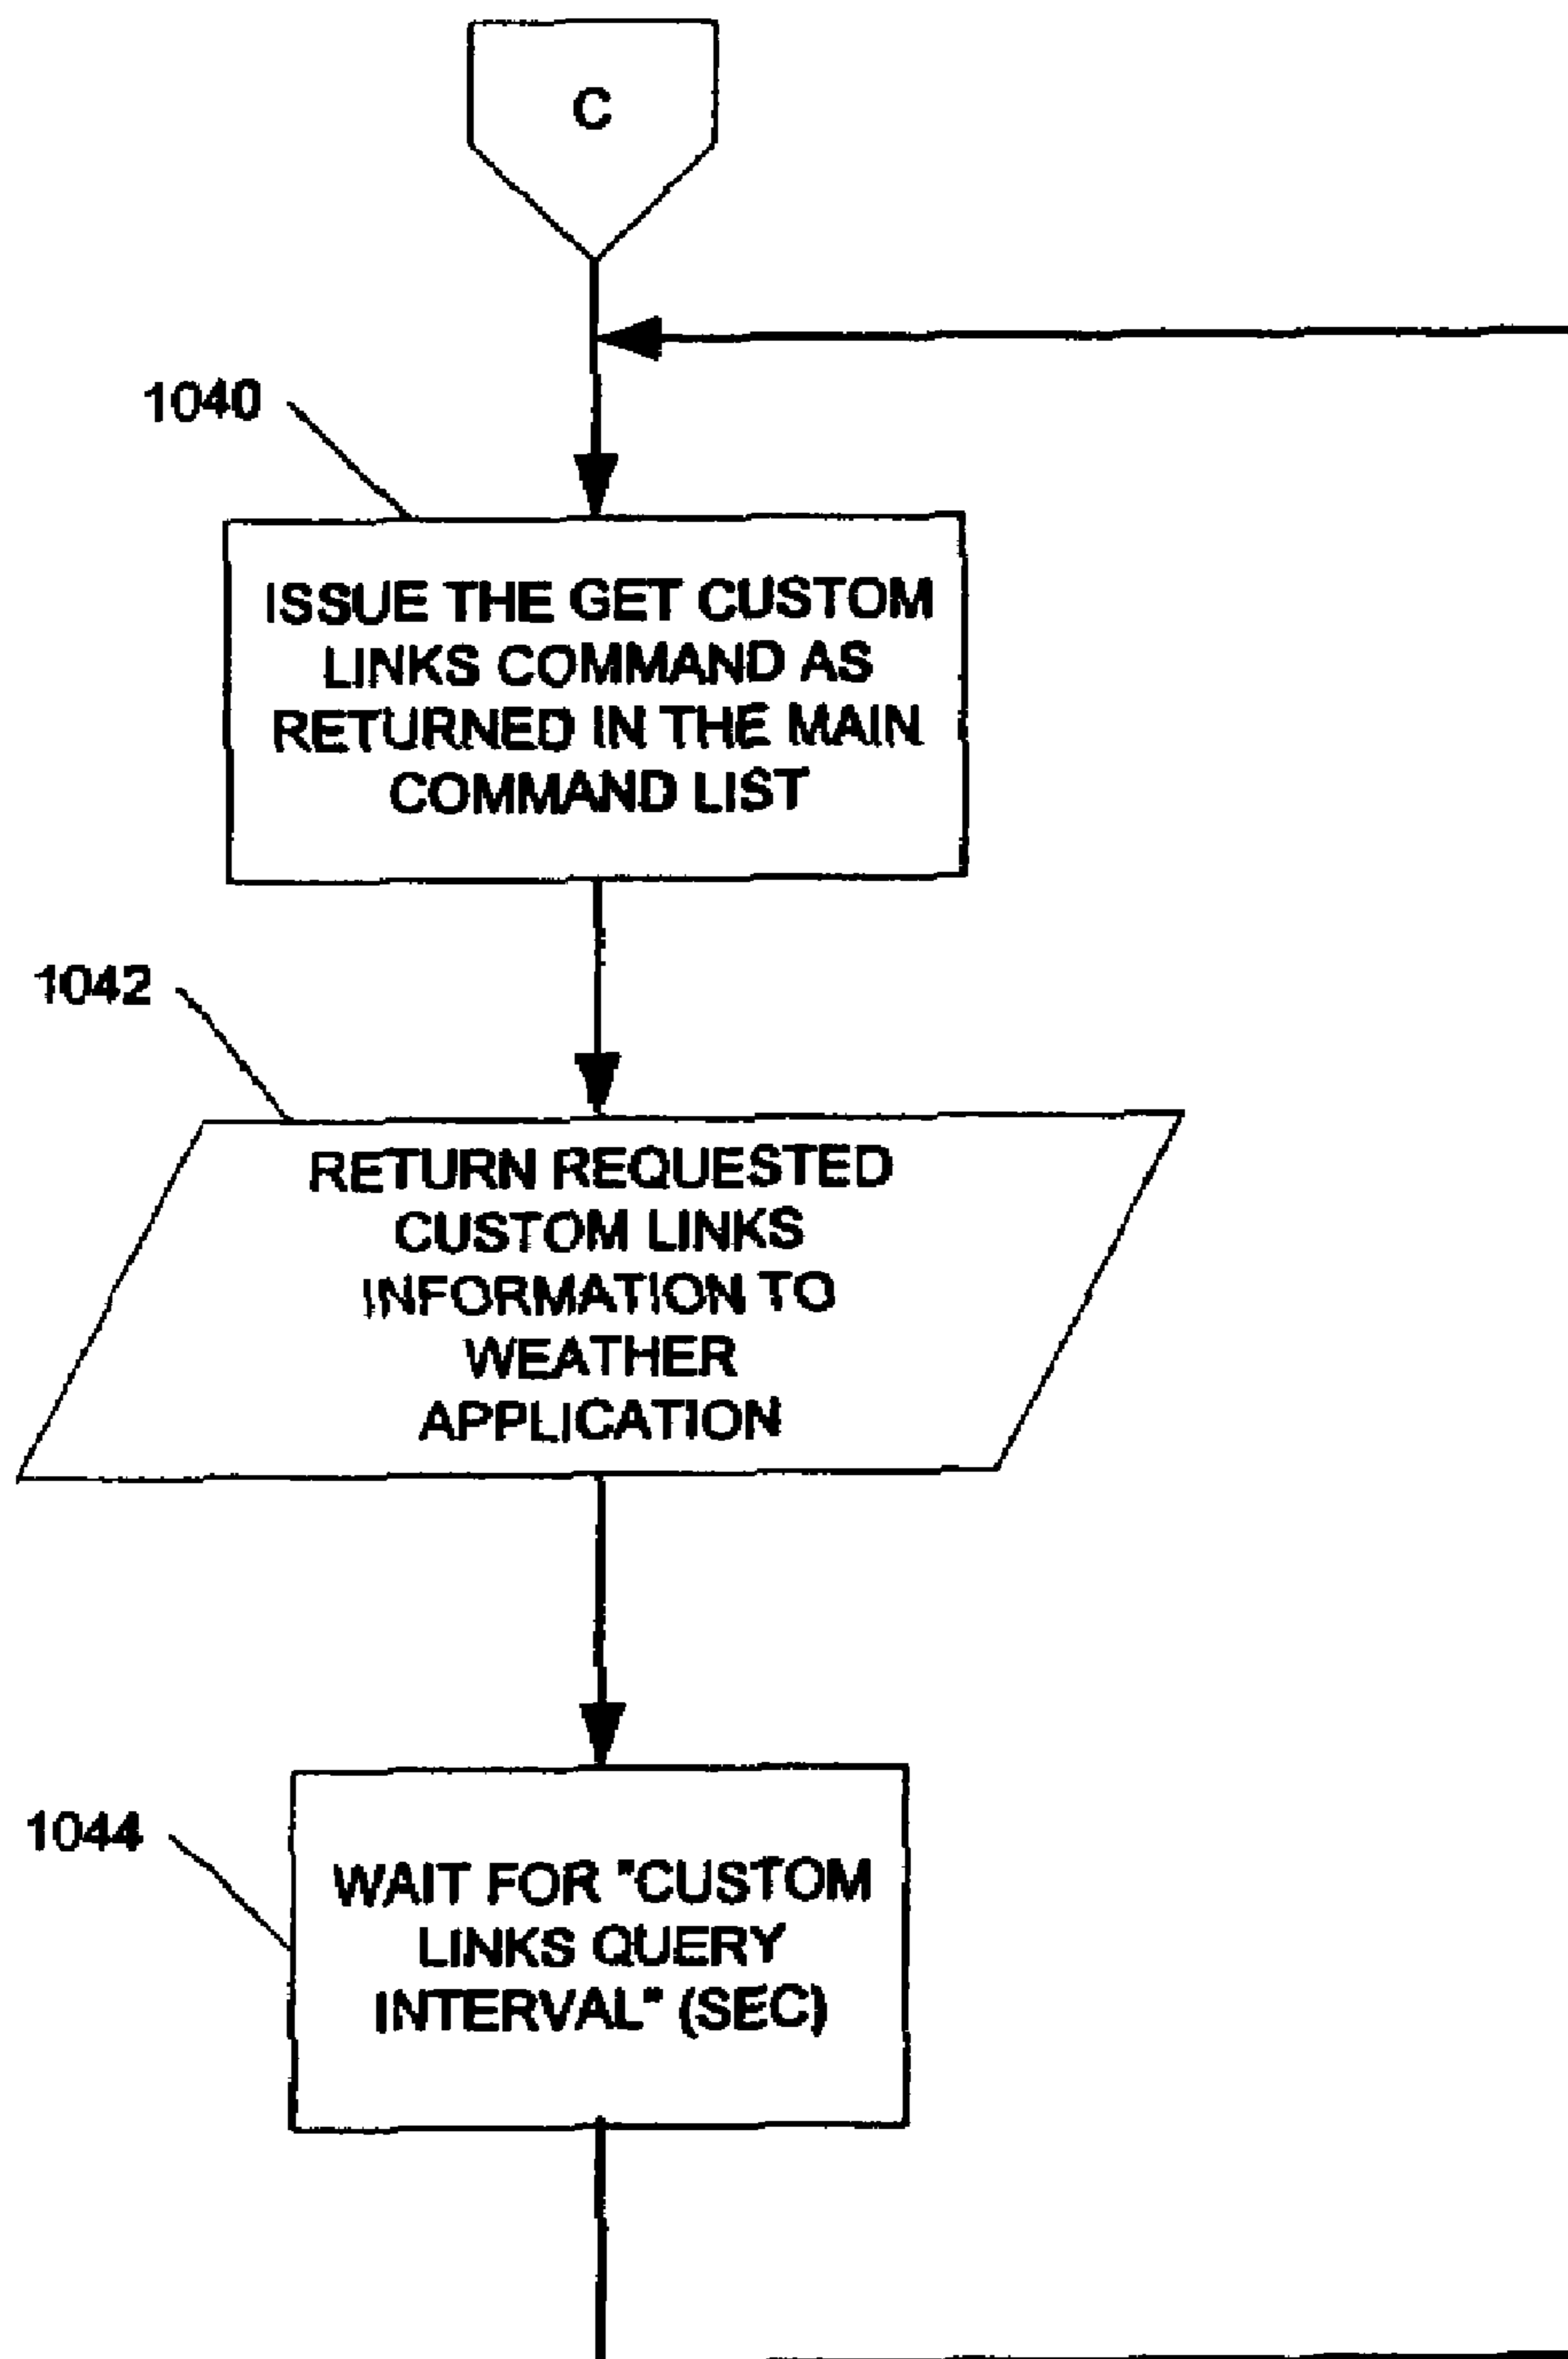 C
1040
ISSUE THE GET CUSTOM
LINKS COMMAND AS
RETURNED IN THE MAIN
COMMAND LIST
1042
RETURN REQUESTED
CUSTOM LINKS
INFORMATION TO
WEATHER
APPLICATION
1044
WAIT FOR "CUSTOM
LINKS QUERY
INTERVAL" (SEC)